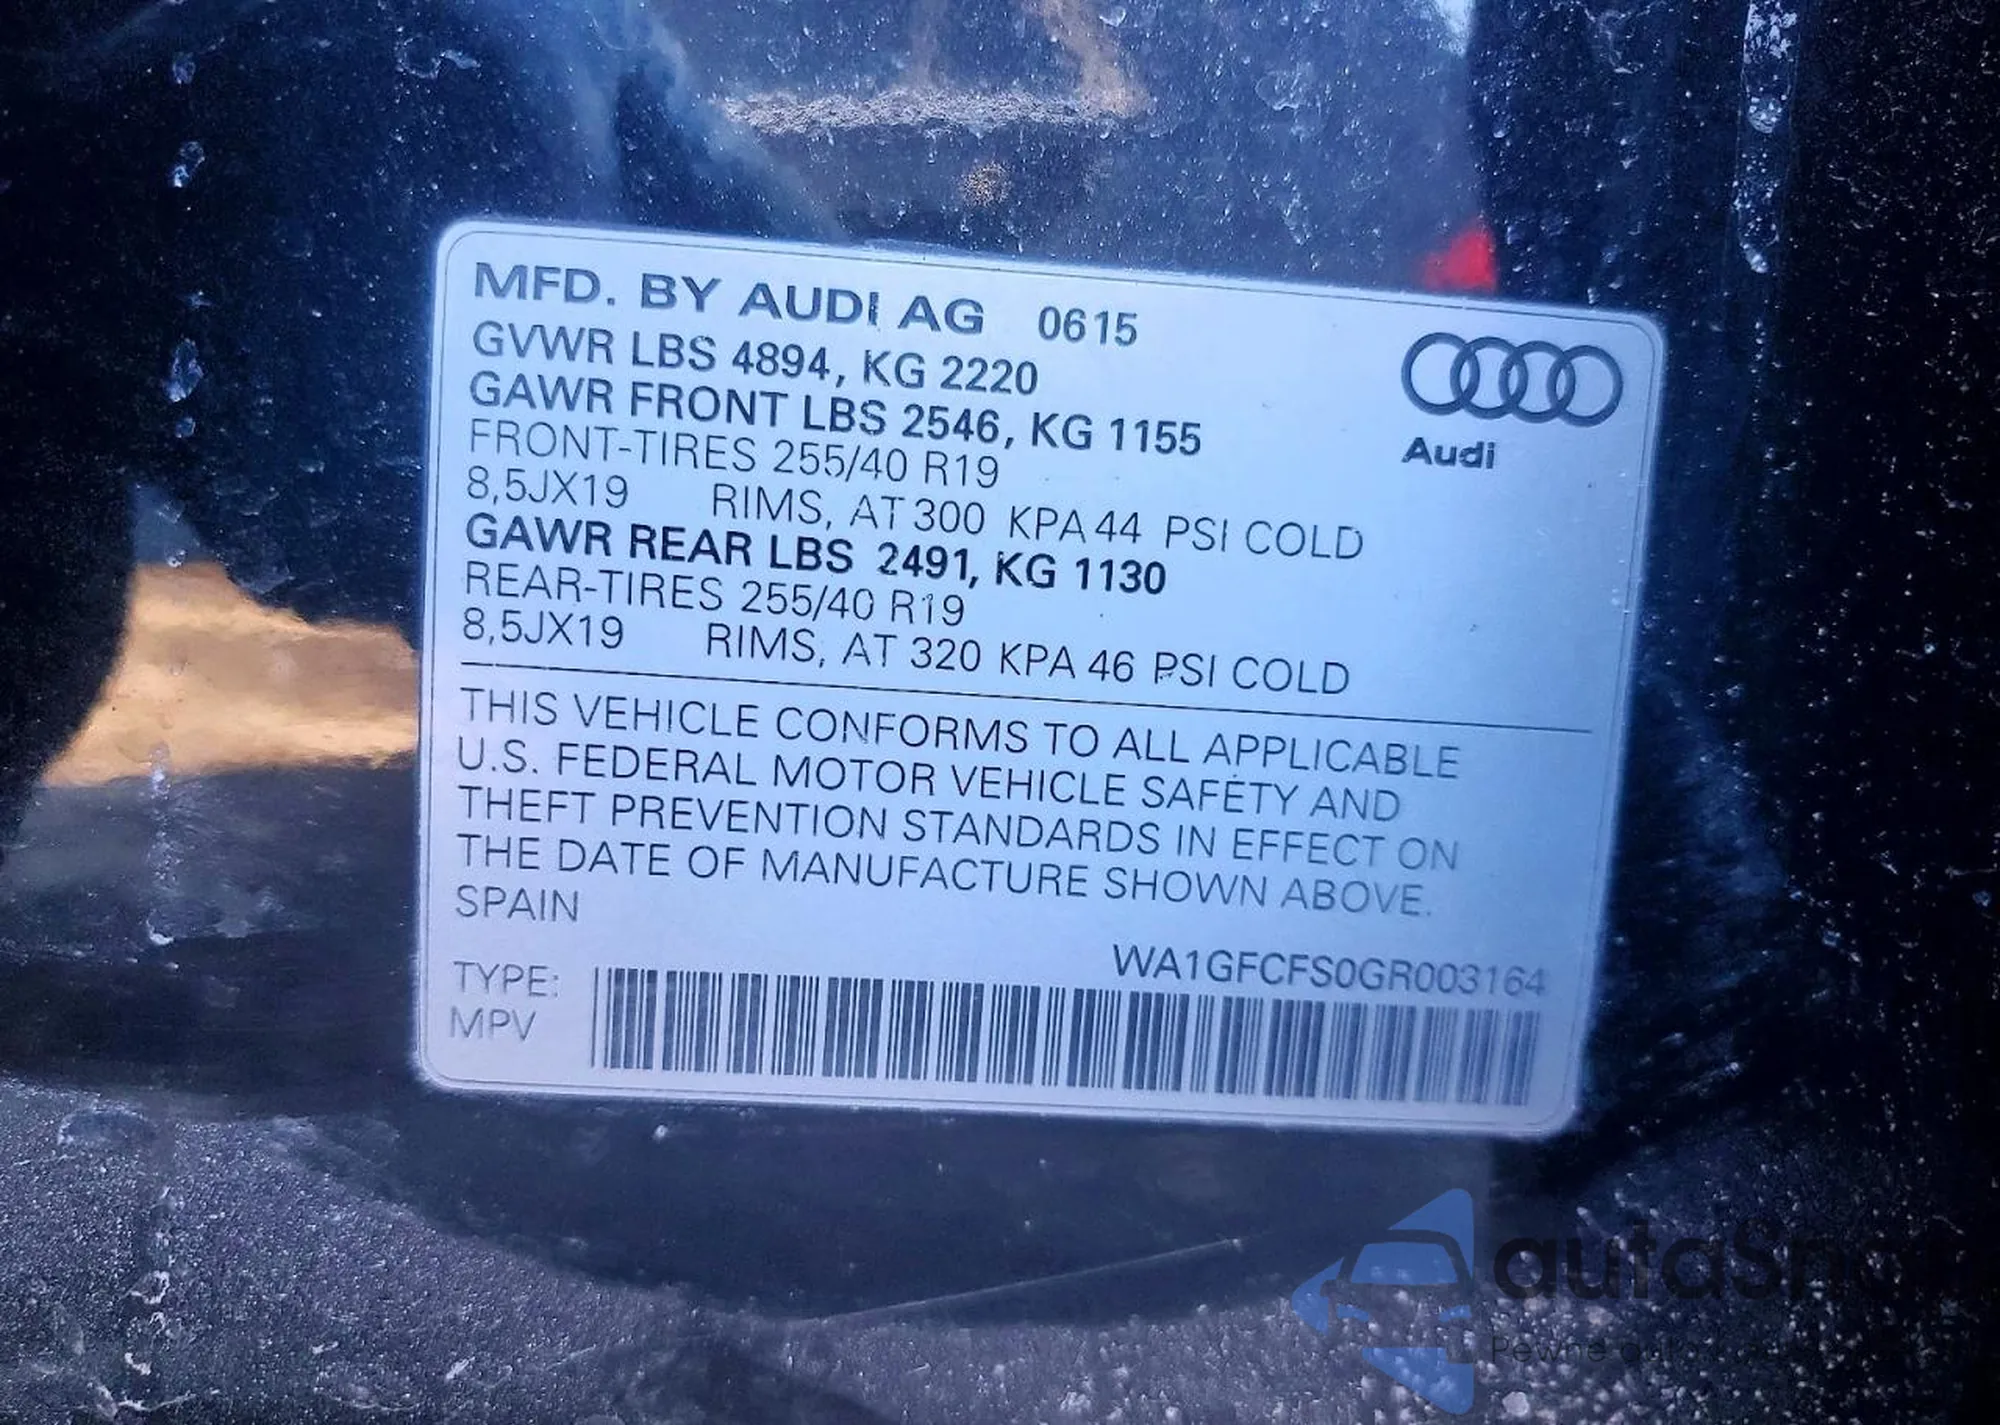 MFD. BY AUDI AG 0615
GVWR LBS 4894, KG 2220
GAWR FRONT LBS 2546, KG 1155
FRONT-TIRES 255/40 R19
8,5JX19 RIMS, AT 300 KPA 44 PSI COLD
GAWR REAR LBS 2491, KG 1130
REAR-TIRES 255/40 R19
8,5JX19 RIMS, AT 320 KPA 46 PSI COLD
Audi
THIS VEHICLE CONFORMS TO ALL APPLICABLE
U.S. FEDERAL MOTOR VEHICLE SAFETY AND
THEFT PREVENTION STANDARDS IN EFFECT ON
THE DATE OF MANUFACTURE SHOWN ABOVE.
SPAIN
WA1GFCFS0GR003164
TYPE:
MPV
Pewne auto